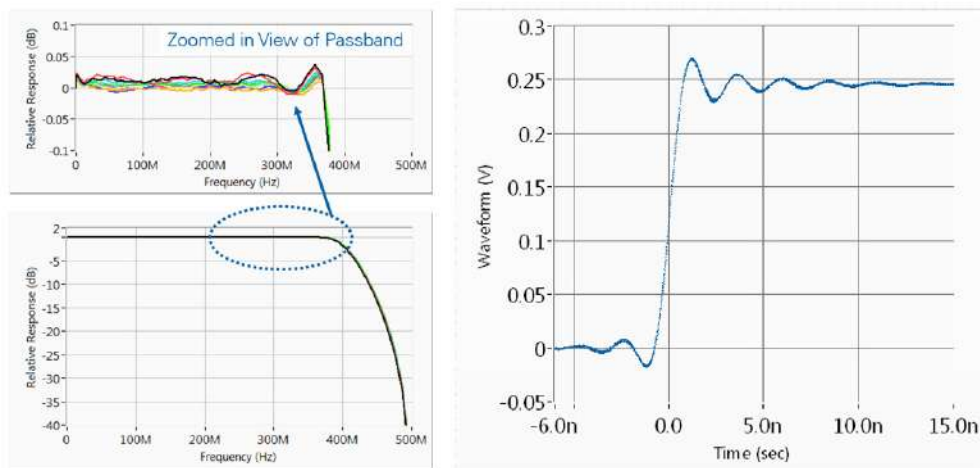 Zoomed in View of Passband
Relative Response (dB)
0.1
0.05
0
-0.05
-0.1
0 100M 200M 300M 400M 500M
Frequency (Hz)
Relative Response (dB)
2
-5
-10
-15
-20
-25
-30
-35
-40
0 100M 200M 300M 400M 500M
Frequency (Hz)
Waveform (V)
0.3
0.25
0.2
0.15
0.1
0.05
0
-0.05
-6.0n 0.0 5.0n 10.0n 15.0n
Time (sec)